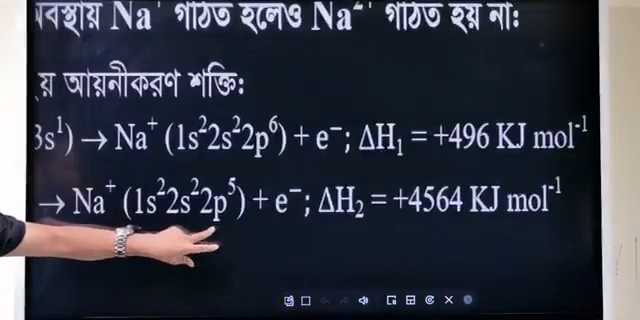 অবস্থায় Na⁺ গঠিত হলেও Na²⁺ গঠিত হয় না:
য় আয়নীকরণ শক্তি:
3s¹) → Na⁺ (1s²2s²2p⁶) + e⁻; ΔH₁ = +496 KJ mol⁻¹
→ Na⁺ (1s²2s²2p⁵) + e⁻; ΔH₂ = +4564 KJ mol⁻¹